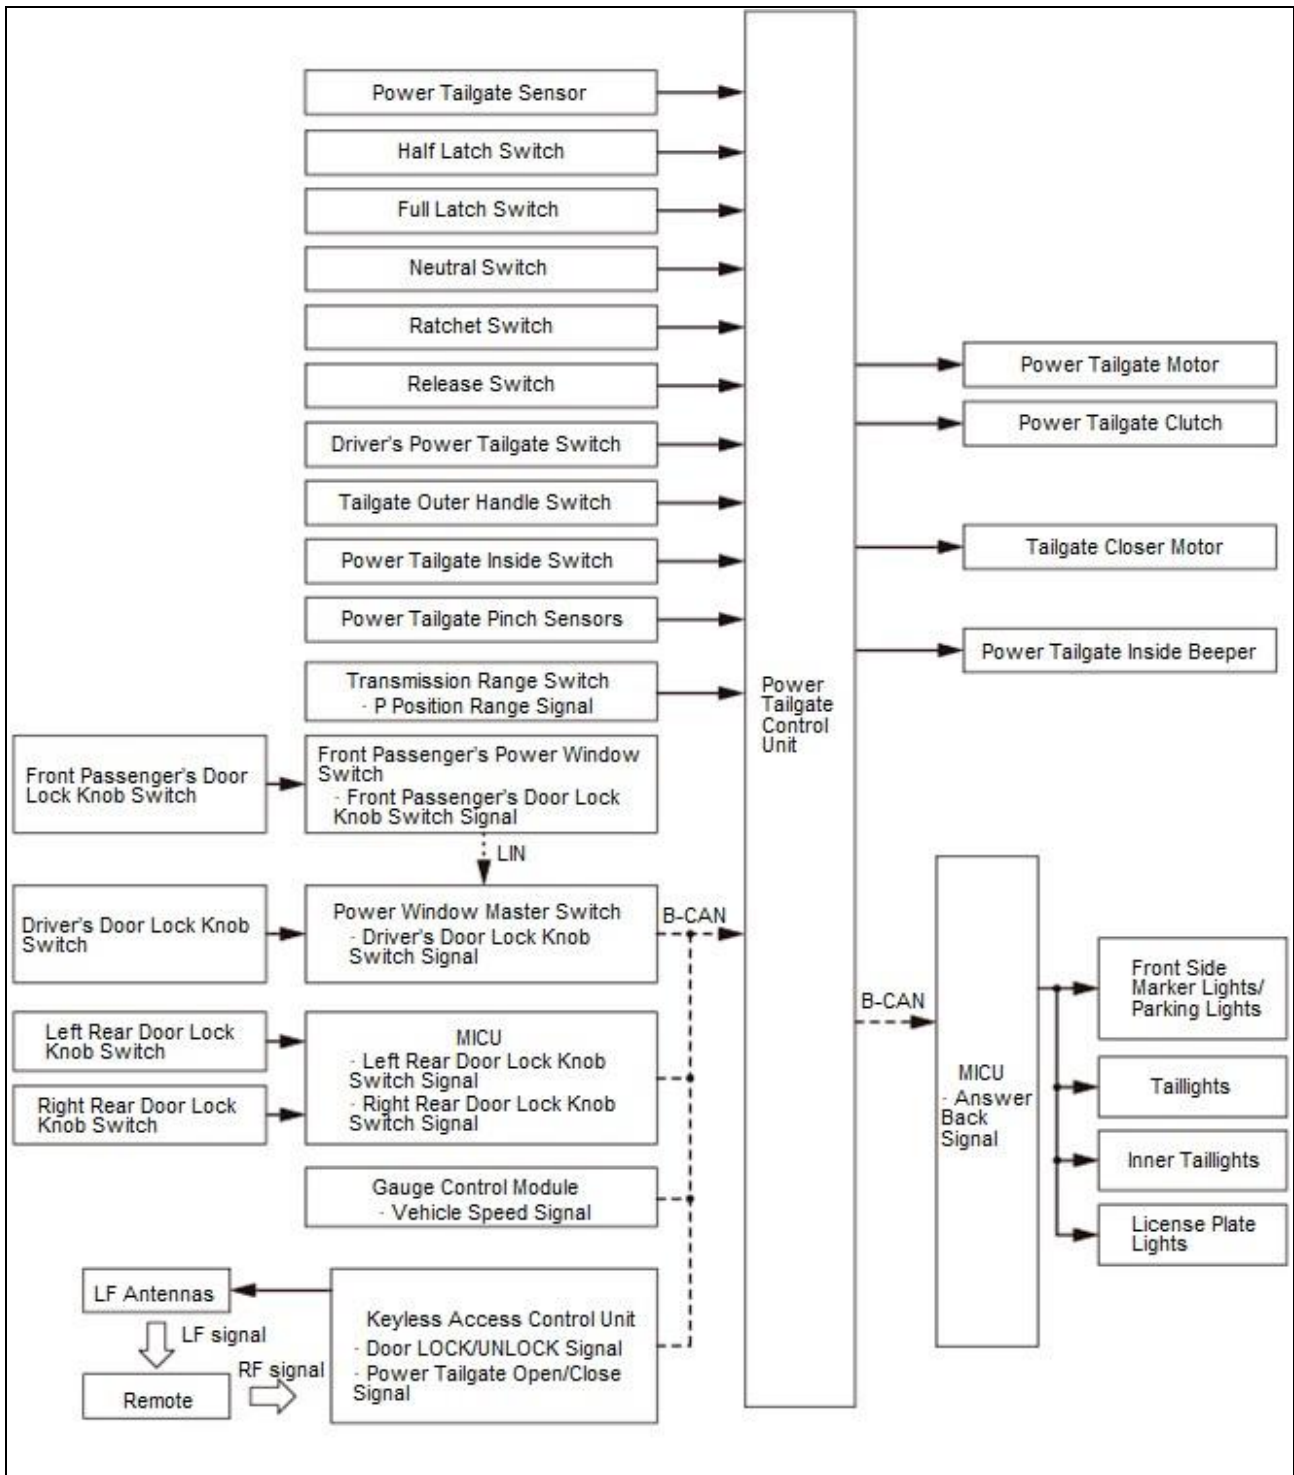 Power Tailgate Sensor
Half Latch Switch
Full Latch Switch
Neutral Switch
Ratchet Switch
Release Switch
Driver's Power Tailgate Switch
Tailgate Outer Handle Switch
Power Tailgate Inside Switch
Power Tailgate Pinch Sensors
Transmission Range Switch
- P Position Range Signal
Front Passenger's Door
Lock Knob Switch
Front Passenger's Power Window
Switch
- Front Passenger's Door Lock
Knob Switch Signal
LIN
Driver's Door Lock Knob
Switch
Power Window Master Switch
- Driver's Door Lock Knob
Switch Signal
B-CAN
Left Rear Door Lock
Knob Switch
Right Rear Door Lock
Knob Switch
MICU
- Left Rear Door Lock Knob
Switch Signal
- Right Rear Door Lock Knob
Switch Signal
Gauge Control Module
- Vehicle Speed Signal
LF Antennas
LF signal
Remote
RF signal
Keyless Access Control Unit
- Door LOCK/UNLOCK Signal
- Power Tailgate Open/Close
Signal
Power
Tailgate
Control
Unit
Power Tailgate Motor
Power Tailgate Clutch
Tailgate Closer Motor
Power Tailgate Inside Beeper
B-CAN
MICU
- Answer
Back
Signal
Front Side
Marker Lights/
Parking Lights
Taillights
Inner Taillights
License Plate
Lights